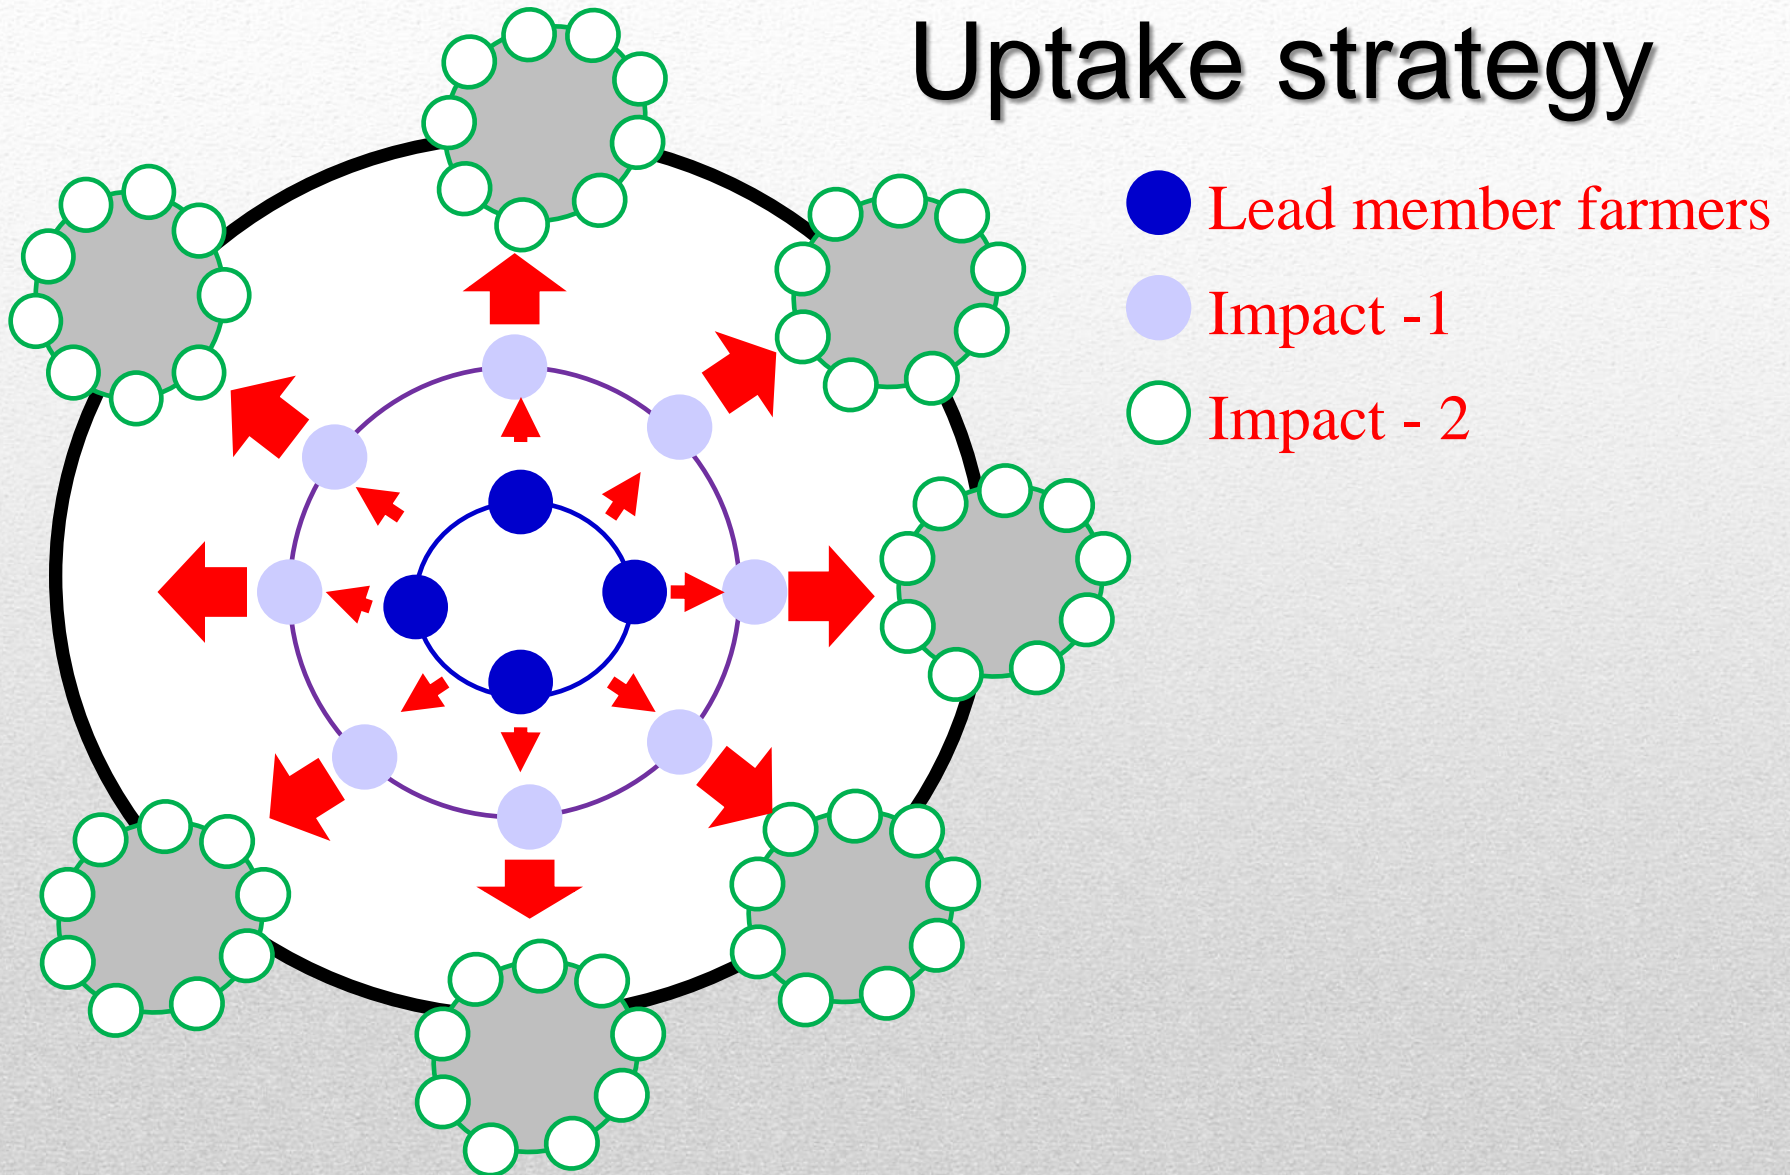 Uptake strategy
Lead member farmers
Impact -1
Impact - 2